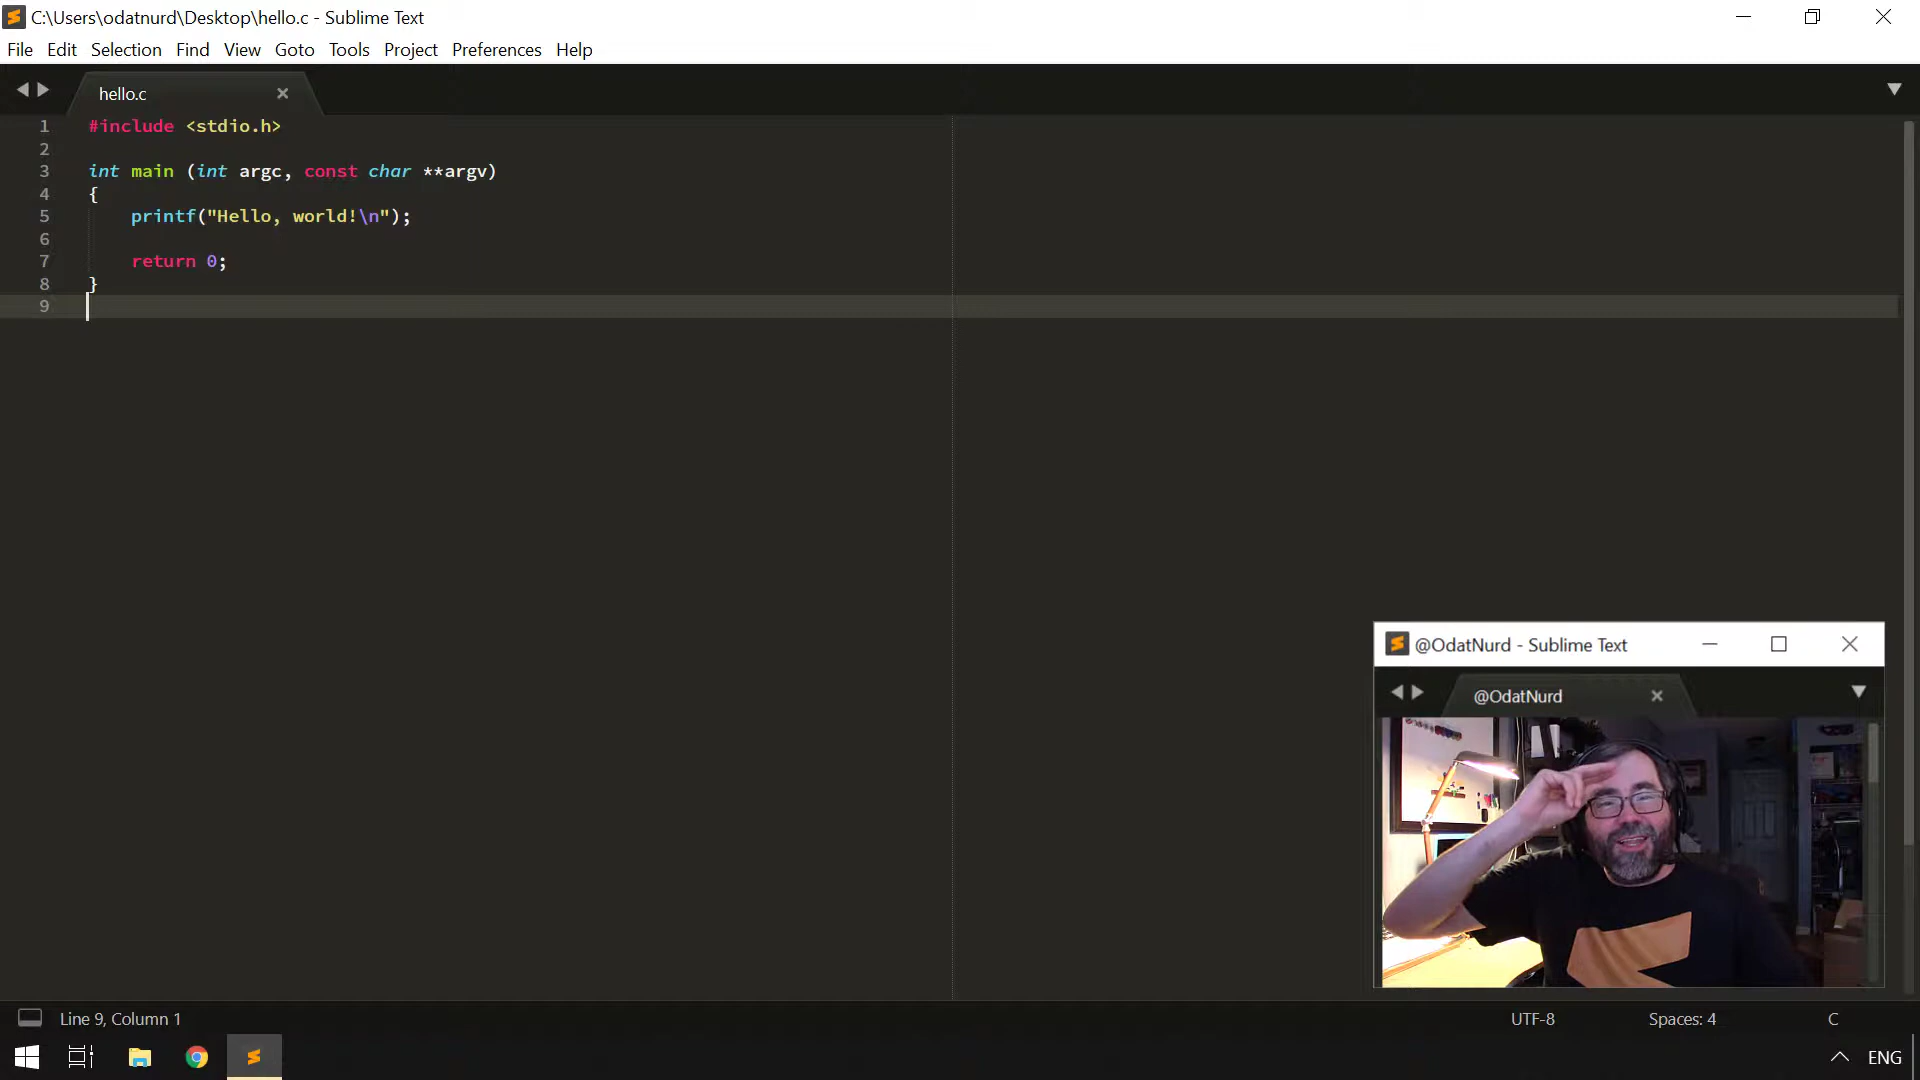 C:\Users\odatnurd\Desktop\hello.c - Sublime Text
File Edit Selection Find View Goto Tools Project Preferences Help
hello.c
1 #include <stdio.h>
2
3 int main (int argc, const char **argv)
4 {
5     printf("Hello, world!\n");
6
7     return 0;
8 }
9
@OdatNurd - Sublime Text
@OdatNurd
Line 9, Column 1
UTF-8
Spaces: 4
C
ENG